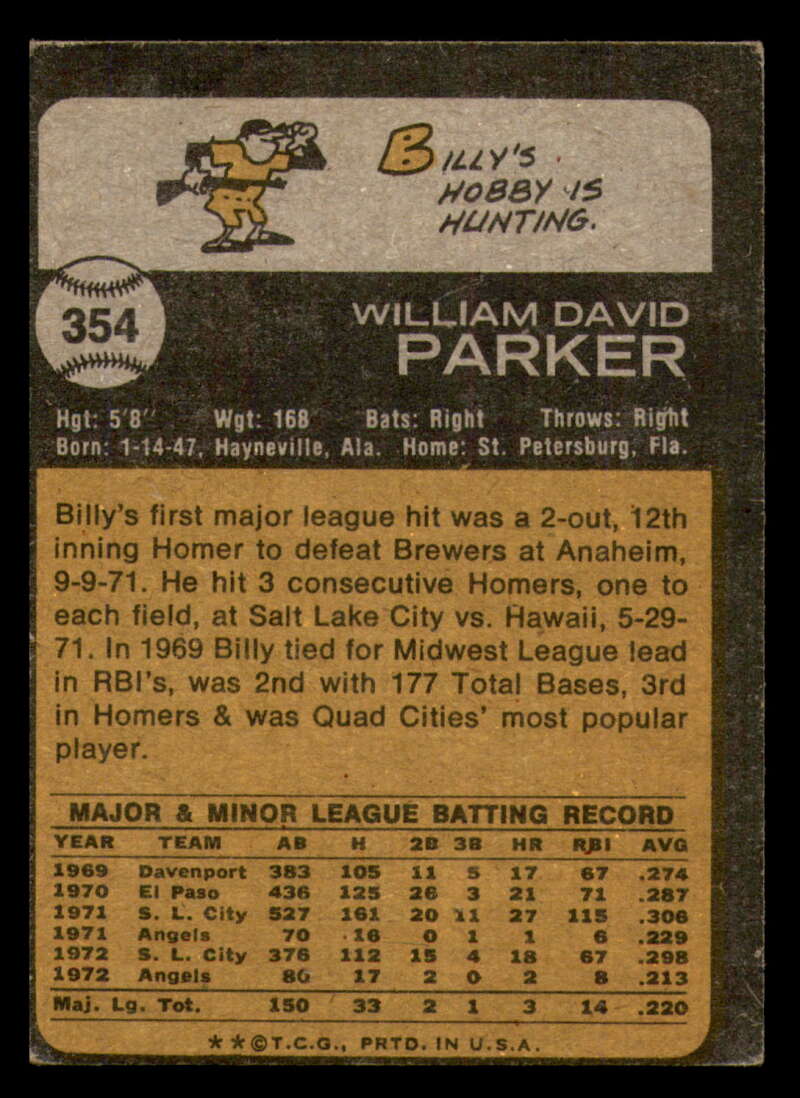 BILLY'S
HOBBY IS
HUNTING.
354
WILLIAM DAVID
PARKER
Hgt: 5'8" Wgt: 168 Bats: Right Throws: Right
Born: 1-14-47, Hayneville, Ala. Home: St. Petersburg, Fla.
Billy's first major league hit was a 2-out, 12th
inning Homer to defeat Brewers at Anaheim,
9-9-71. He hit 3 consecutive Homers, one to
each field, at Salt Lake City vs. Hawaii, 5-29-
71. In 1969 Billy tied for Midwest League lead
in RBI's, was 2nd with 177 Total Bases, 3rd
in Homers & was Quad Cities' most popular
player.
MAJOR & MINOR LEAGUE BATTING RECORD
YEAR TEAM AB H 2B 3B HR RBI AVG
1969 Davenport 383 105 11 5 17 67 .274
1970 El Paso 436 125 26 3 21 71 .287
1971 S. L. City 527 161 20 11 27 115 .306
1971 Angels 70 16 0 1 1 6 .229
1972 S. L. City 376 112 15 4 18 67 .298
1972 Angels 80 17 2 0 2 8 .213
Maj. Lg. Tot. 150 33 2 1 3 14 .220
**©T.C.G., PRTD. IN U.S.A.